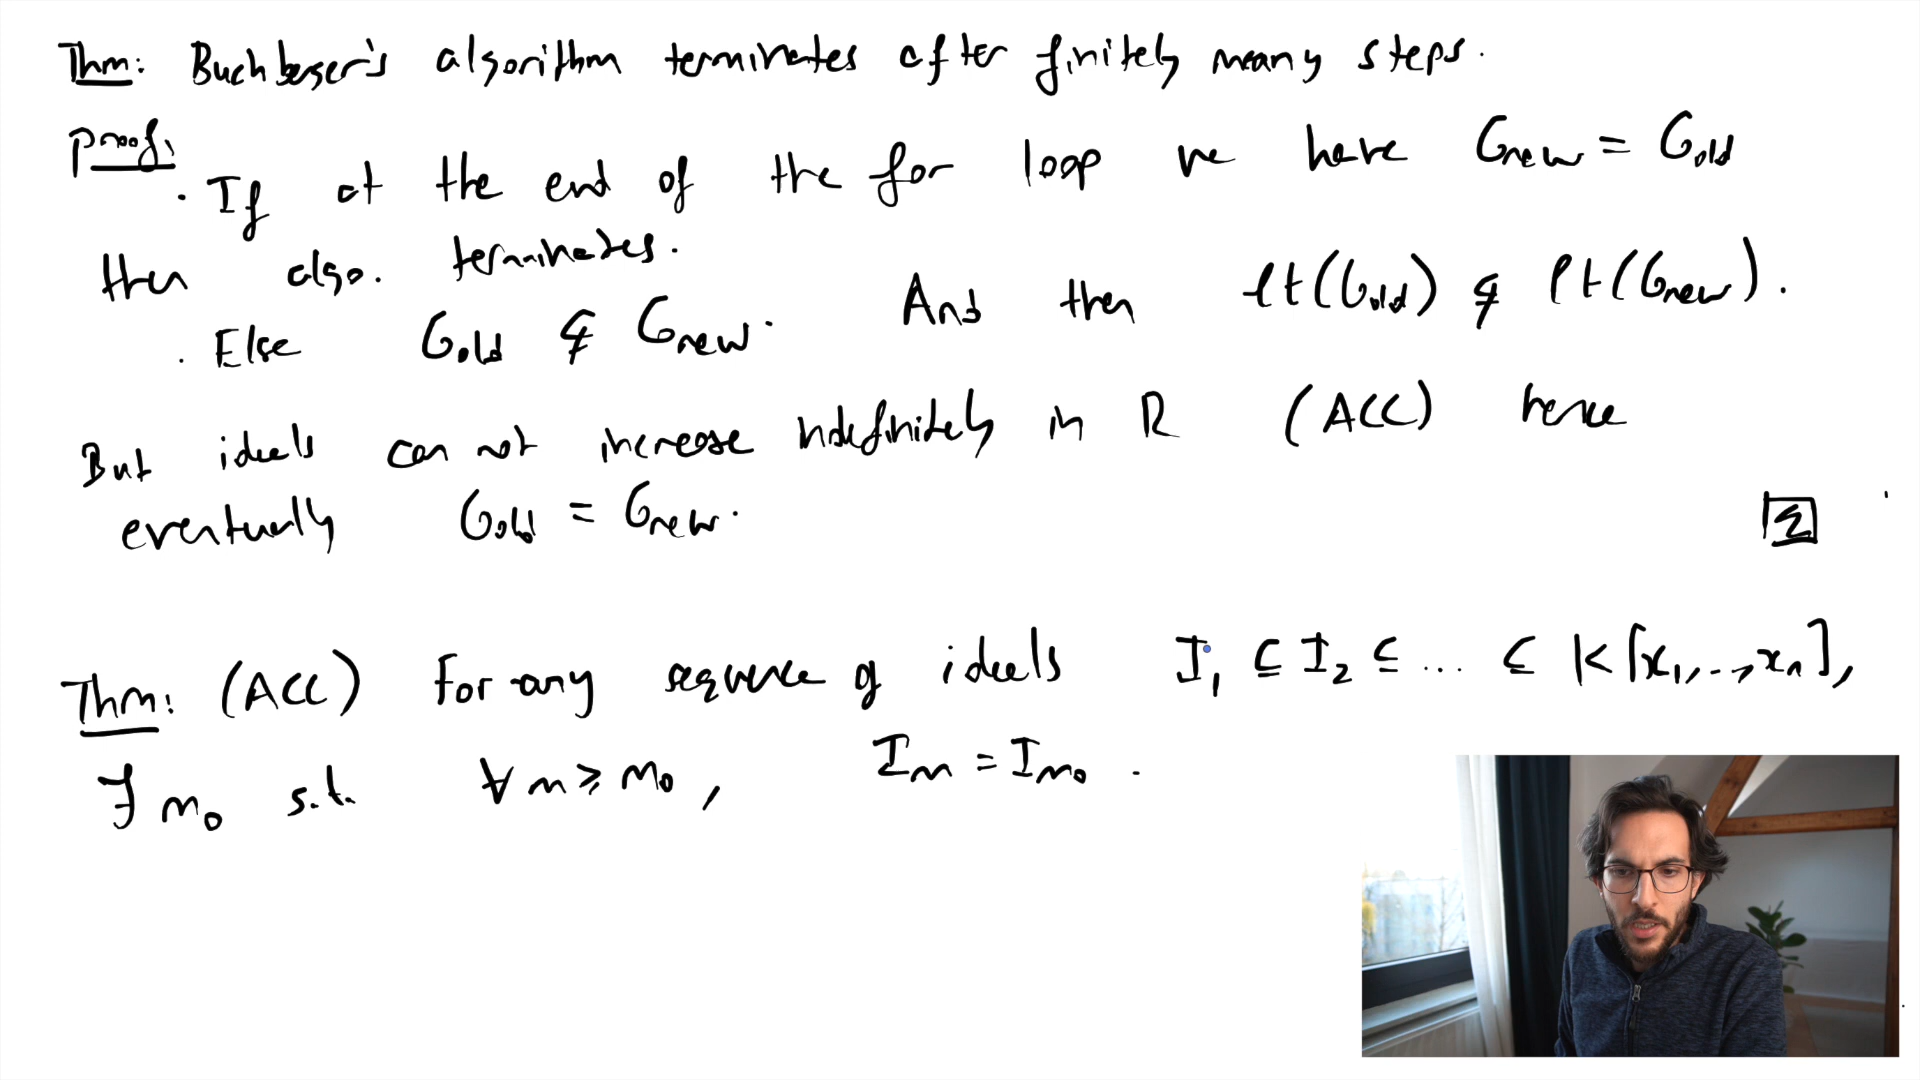 Thm: Buchberger's algorithm terminates after finitely many steps.
Proof:
· If at the end of the for loop we have Gnew = Gold
then algo. terminates.
· Else Gold ⊊ Gnew. And then lt(Gold) ⊊ lt(Gnew).
But ideals can not increase indefinitely in R (ACC) hence
eventually Gold = Gnew.
Thm: (ACC) For any sequence of ideals I₁ ⊆ I₂ ⊆ ... ⊆ K[x₁,..,xₙ],
∃ m₀ s.t. ∀ m ≥ m₀, Iₘ = Iₘ₀.